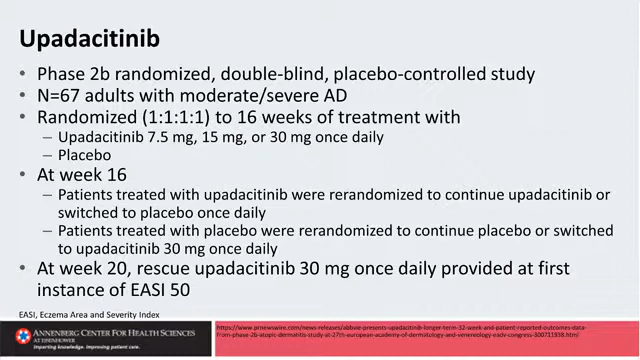 Upadacitinib
• Phase 2b randomized, double-blind, placebo-controlled study
• N=67 adults with moderate/severe AD
• Randomized (1:1:1:1) to 16 weeks of treatment with
– Upadacitinib 7.5 mg, 15 mg, or 30 mg once daily
– Placebo
• At week 16
– Patients treated with upadacitinib were rerandomized to continue upadacitinib or
switched to placebo once daily
– Patients treated with placebo were rerandomized to continue placebo or switched
to upadacitinib 30 mg once daily
• At week 20, rescue upadacitinib 30 mg once daily provided at first
instance of EASI 50
EASI, Eczema Area and Severity Index
ANNENBERG CENTER FOR HEALTH SCIENCES
AT EISENHOWER
Imparting knowledge. Improving patient care.
https://www.prnewswire.com/news-releases/abbvie-presents-upadacitinib-longer-term-32-week-and-patient-reported-outcomes-data-
from-phase-2b-atopic-dermatitis-study-at-27th-european-academy-of-dermatology-and-venereology-eadv-congress-300711938.html